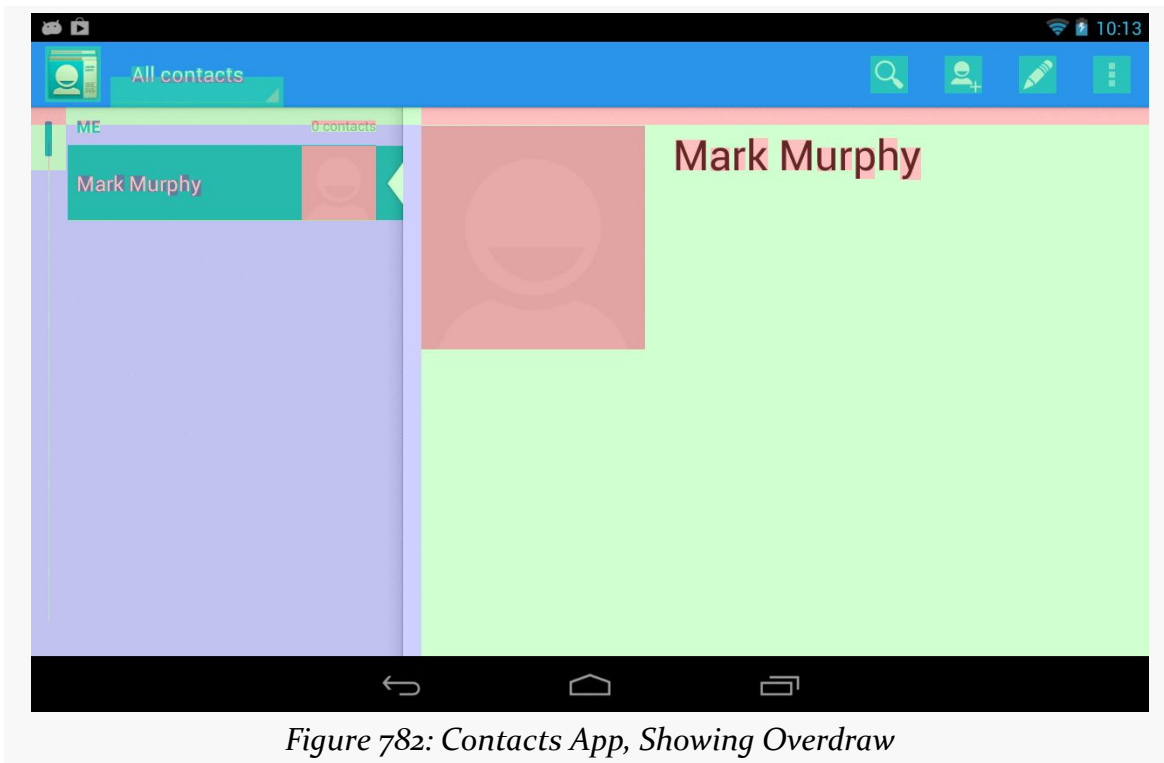 10:13
All contacts
ME 0 contacts
Mark Murphy
Mark Murphy
Figure 782: Contacts App, Showing Overdraw